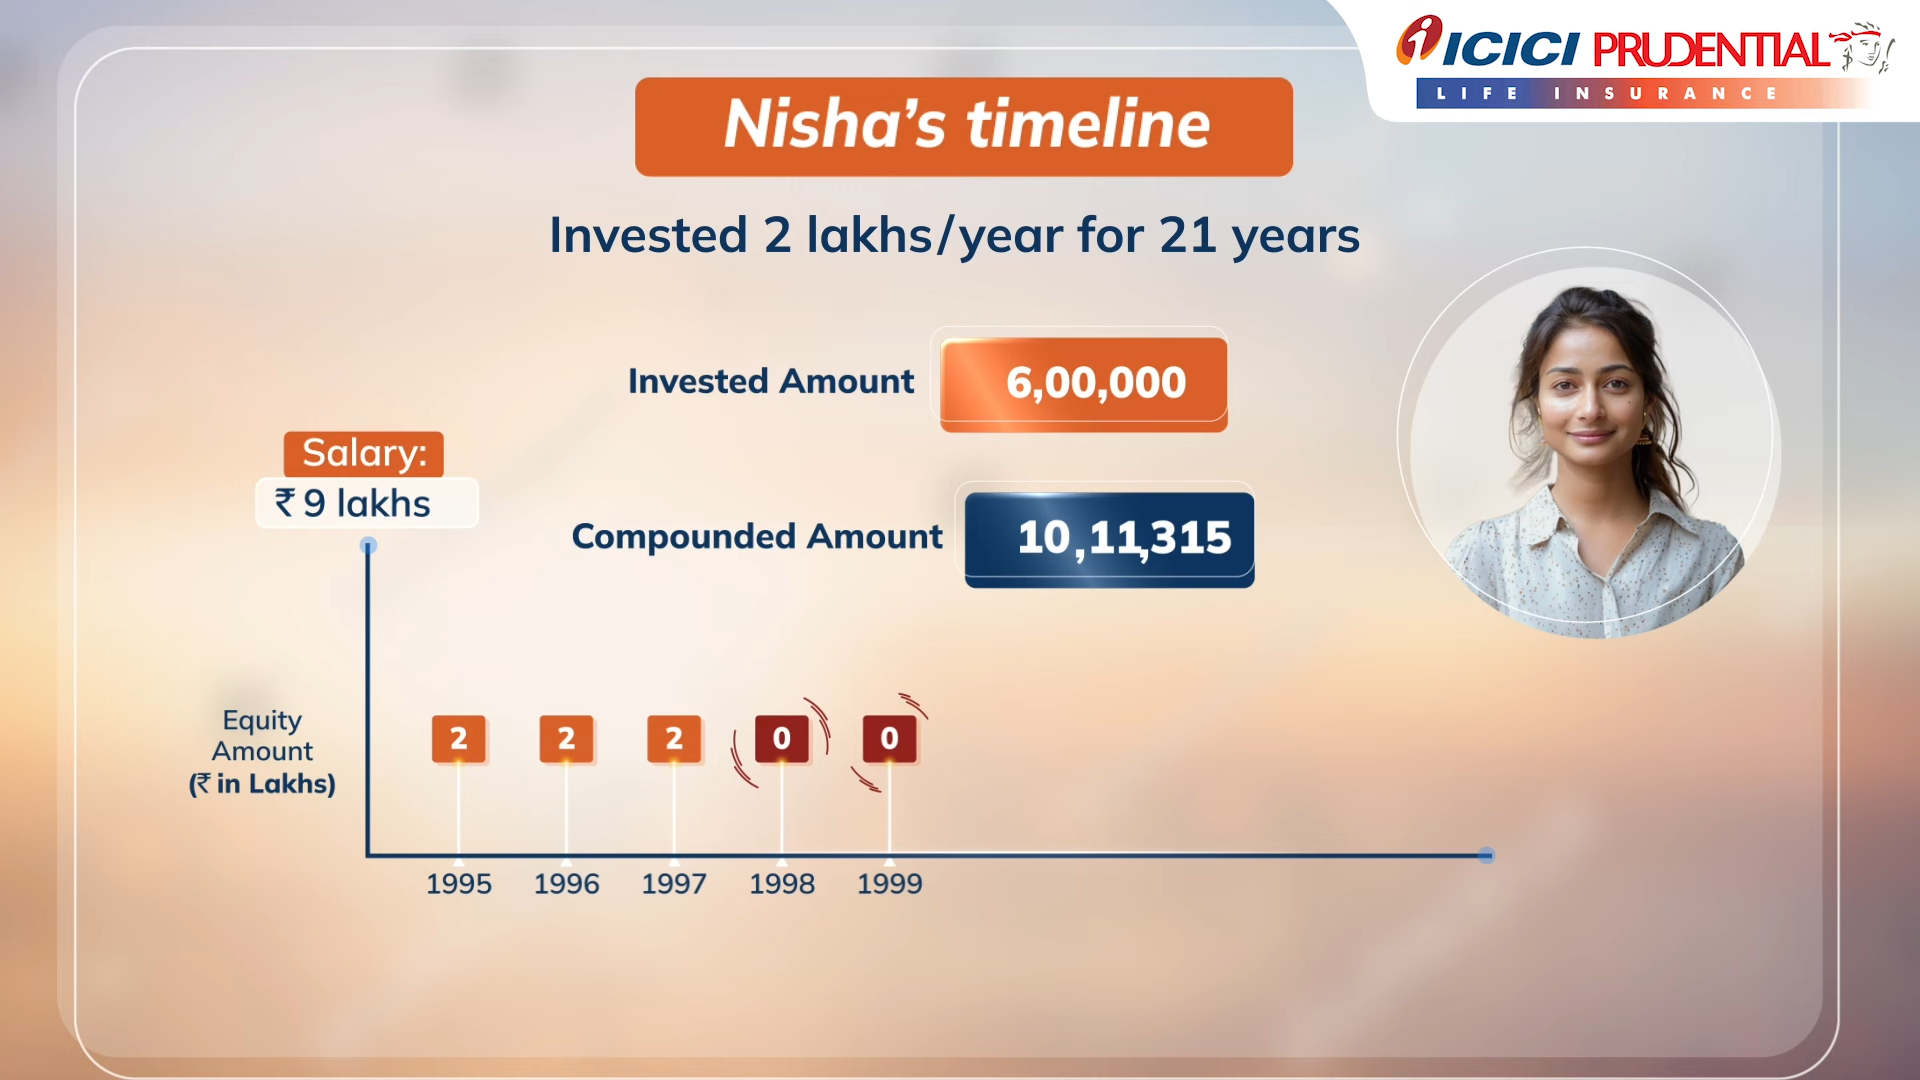 ICICI PRUDENTIAL
LIFE INSURANCE
Nisha's timeline
Invested 2 lakhs/year for 21 years
Invested Amount 6,00,000
Salary:
₹ 9 lakhs
Compounded Amount 10,11,315
Equity
Amount
(₹ in Lakhs)
2 2 2 0 0
1995 1996 1997 1998 1999